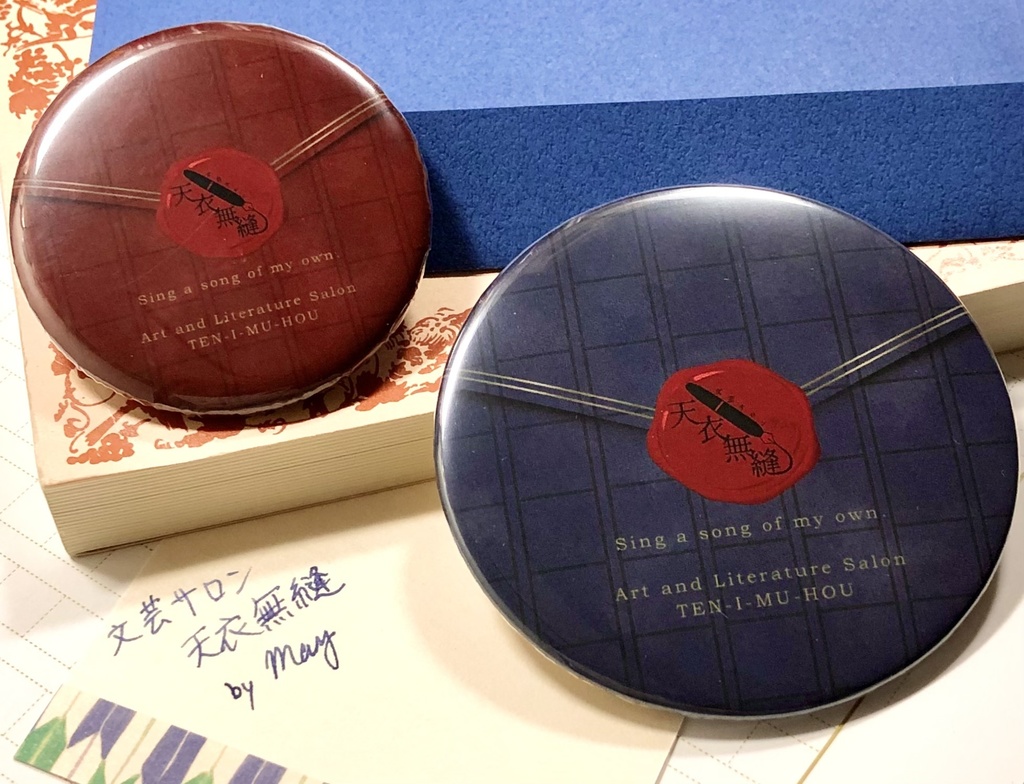 天衣無縫
Sing a song of my own.
Art and Literature Salon
TEN-I-MU-HOU
天衣無縫
Sing a song of my own.
Art and Literature Salon
TEN-I-MU-HOU
文芸サロン
天衣無縫
by May